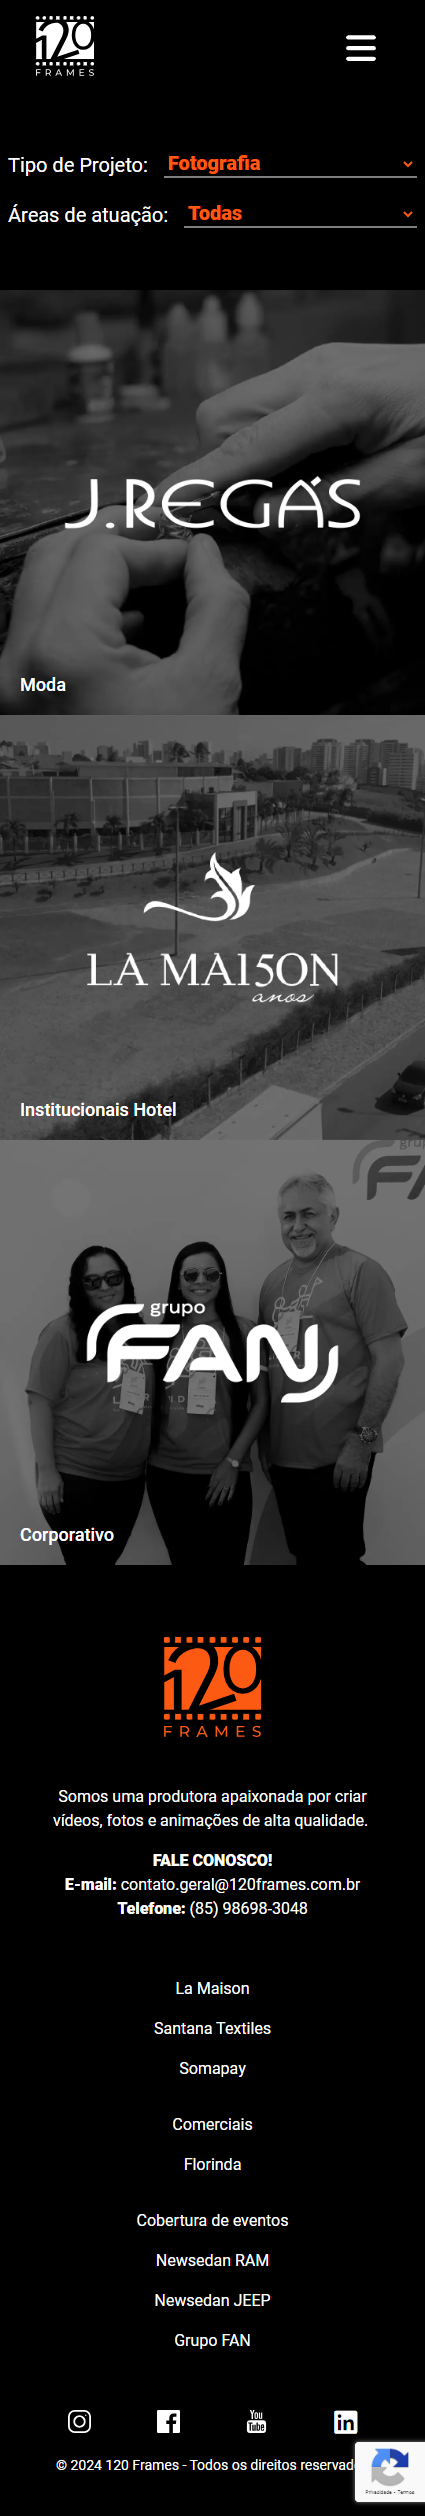 120
FRAMES
Tipo de Projeto: Fotografia
Áreas de atuação: Todas
J.REGÁS
Moda
LA MAI5ON
anos
Institucionais Hotel
grupo
FAN
grupo
FAN
Corporativo
120
FRAMES
Somos uma produtora apaixonada por criar
vídeos, fotos e animações de alta qualidade.
FALE CONOSCO!
E-mail: contato.geral@120frames.com.br
Telefone: (85) 98698-3048
La Maison
Santana Textiles
Somapay
Comerciais
Florinda
Cobertura de eventos
Newsedan RAM
Newsedan JEEP
Grupo FAN
You
Tube
in
© 2024 120 Frames - Todos os direitos reservad
Privacidade - Termos